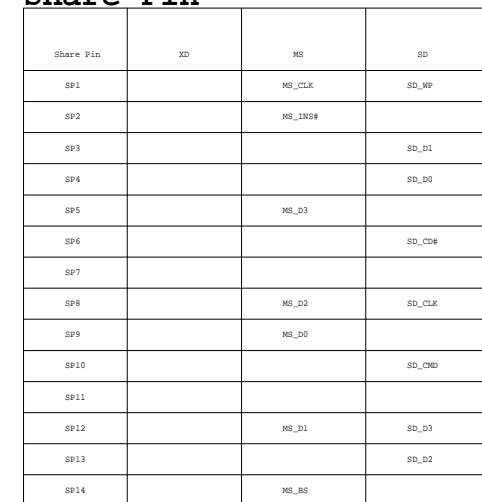 Share Pin
Share Pin XD MS SD
SP1 MS_CLK SD_WP
SP2 MS_INS#
SP3 SD_D1
SP4 SD_D0
SP5 MS_D3
SP6 SD_CD#
SP7
SP8 MS_D2 SD_CLK
SP9 MS_D0
SP10 SD_CMD
SP11
SP12 MS_D1 SD_D3
SP13 SD_D2
SP14 MS_BS